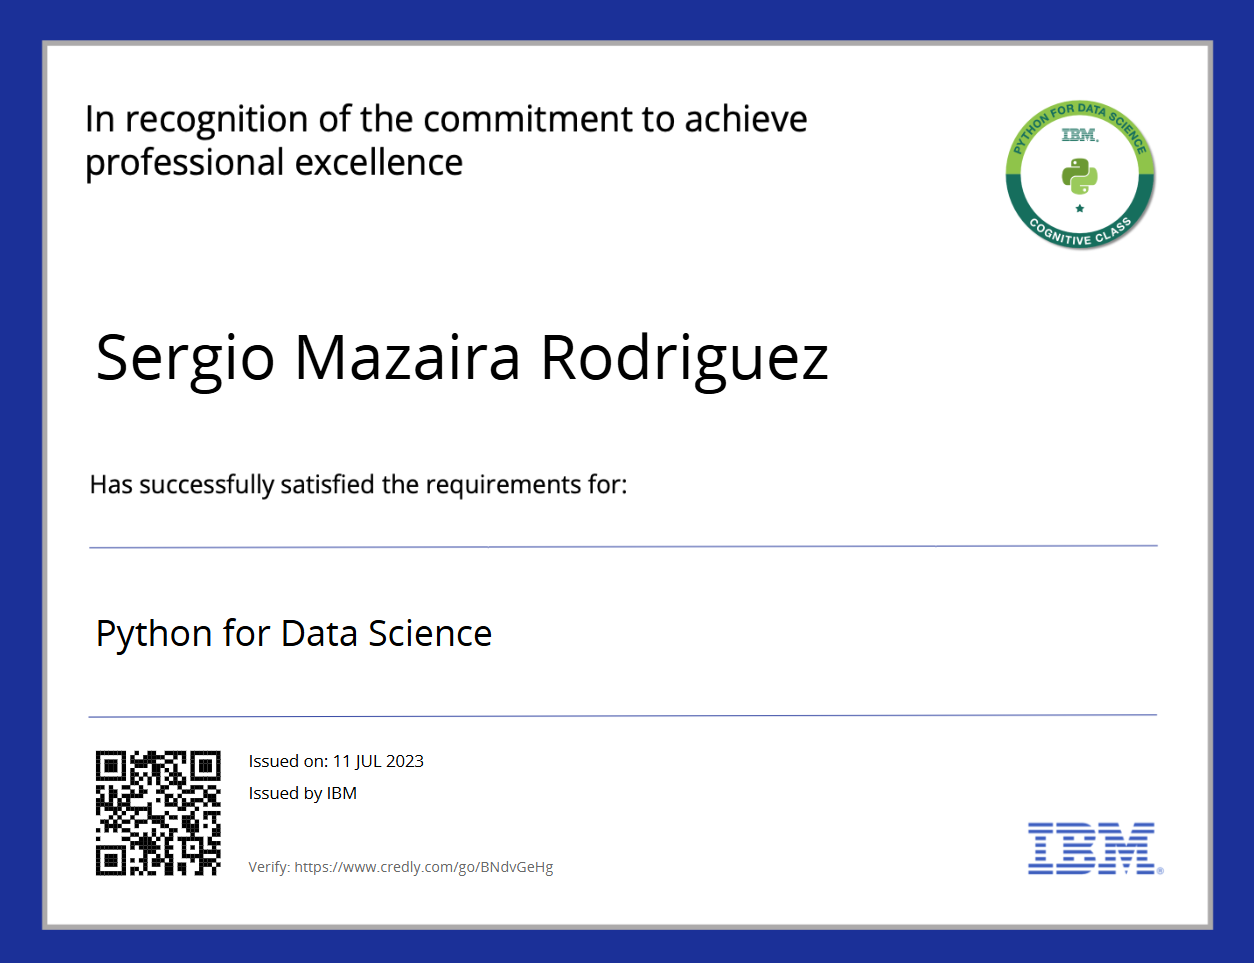 In recognition of the commitment to achieve
professional excellence
PYTHON FOR DATA SCIENCE
IBM.
COGNITIVE CLASS
Sergio Mazaira Rodriguez
Has successfully satisfied the requirements for:
Python for Data Science
Issued on: 11 JUL 2023
Issued by IBM
Verify: https://www.credly.com/go/BNdvGeHg
IBM®